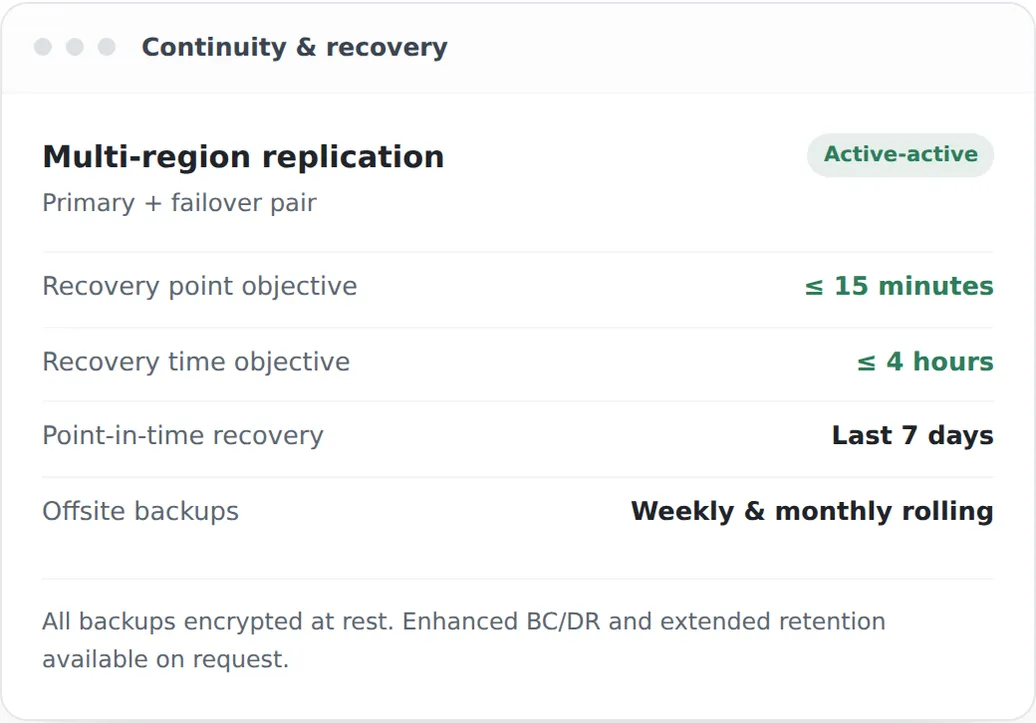 Continuity & recovery
Multi-region replication
Active-active
Primary + failover pair
Recovery point objective
≤ 15 minutes
Recovery time objective
≤ 4 hours
Point-in-time recovery
Last 7 days
Offsite backups
Weekly & monthly rolling
All backups encrypted at rest. Enhanced BC/DR and extended retention
available on request.